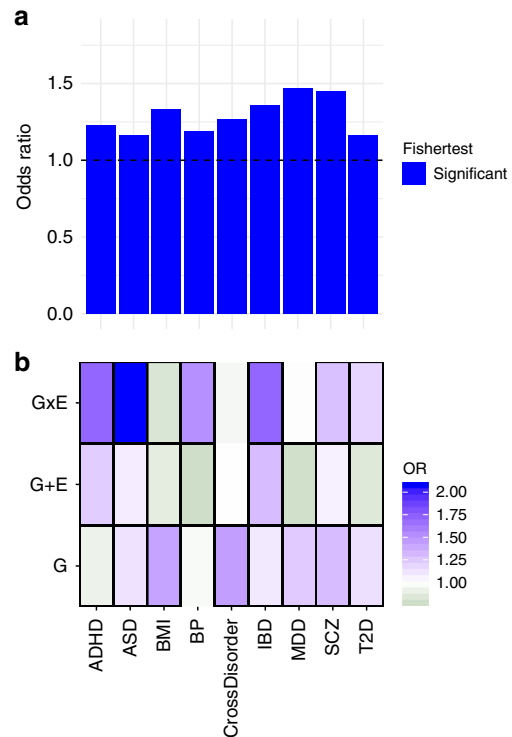 a
Odds ratio
1.5
1.0
0.5
0.0
Fishertest
Significant
b
GxE
G+E
G
OR
2.00
1.75
1.50
1.25
1.00
ADHD
ASD
BMI
BP
CrossDisorder
IBD
MDD
SCZ
T2D